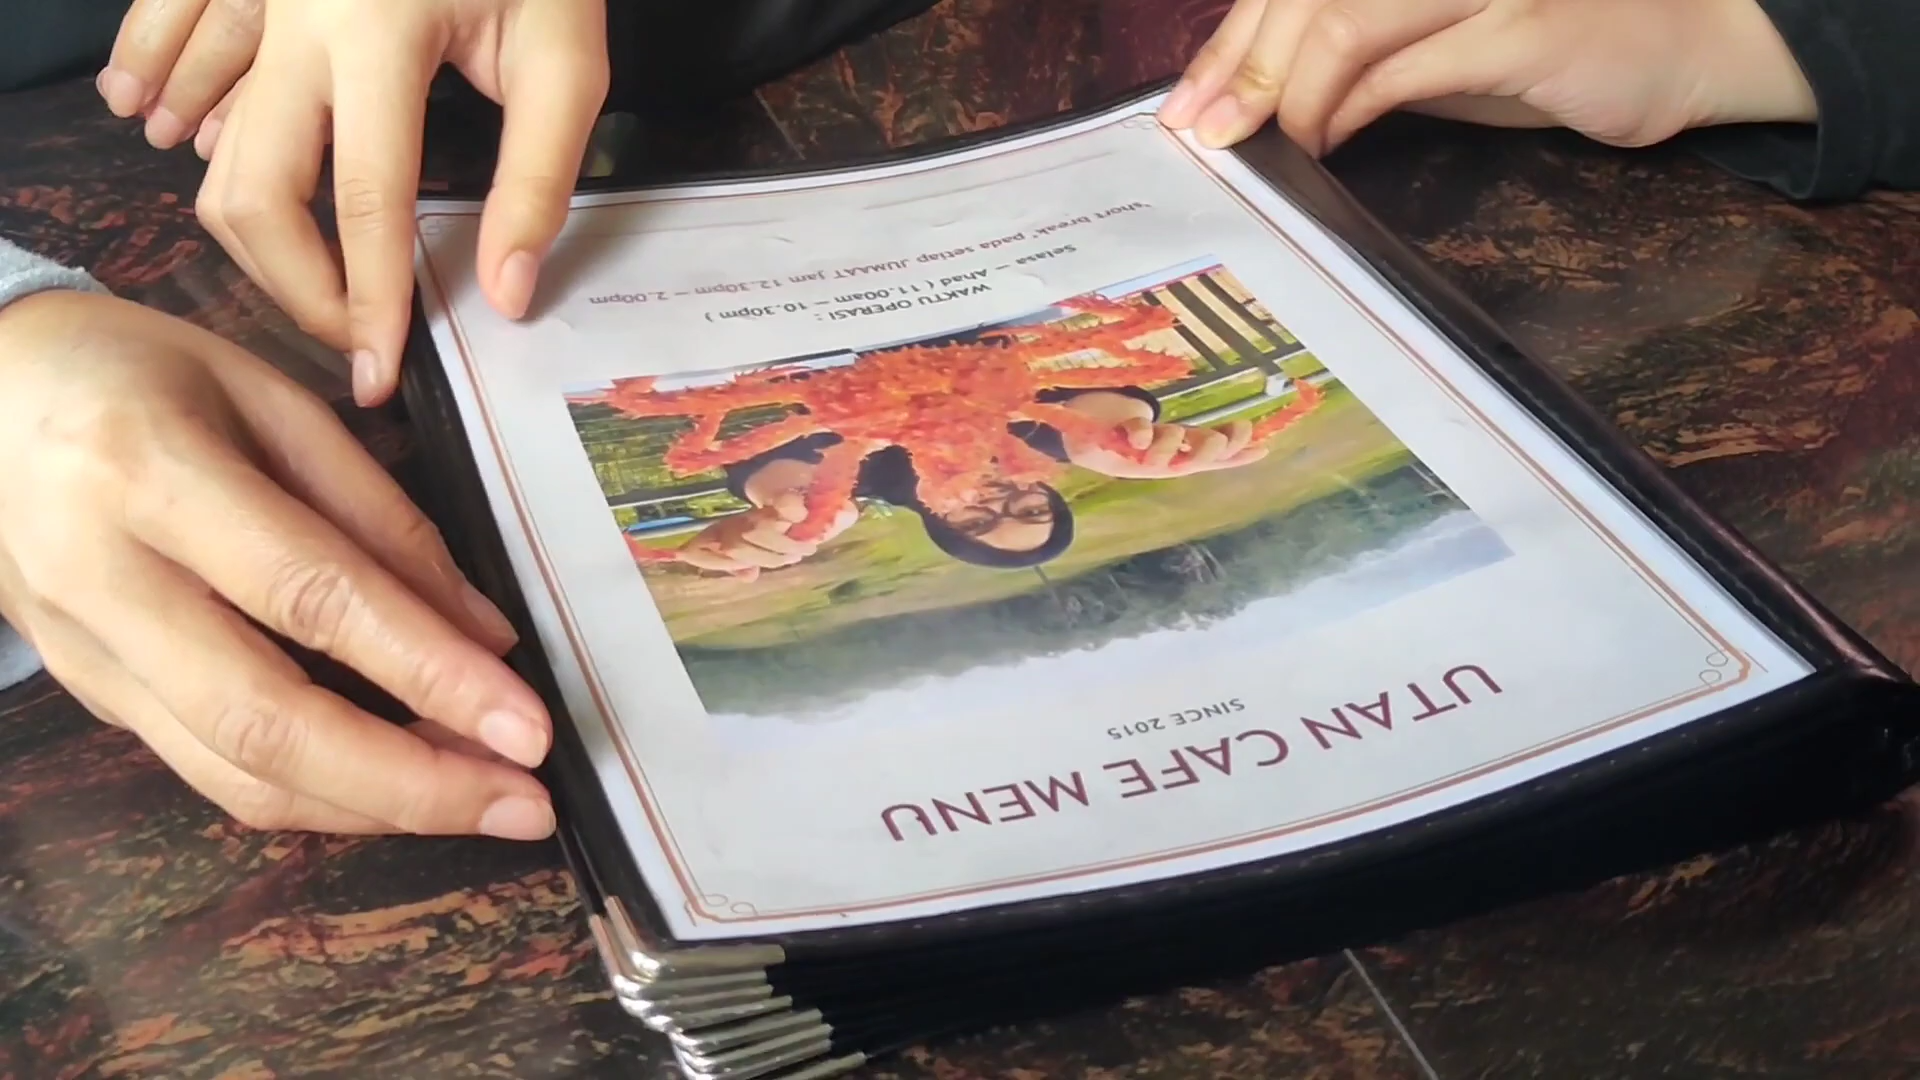 UTAN CAFE MENU
SINCE 2015
WAKTU OPERASI :
Selasa – Ahad ( 11.00am – 10.30pm )
"short break" pada setiap JUMAAT jam 12.30pm – 2.00pm